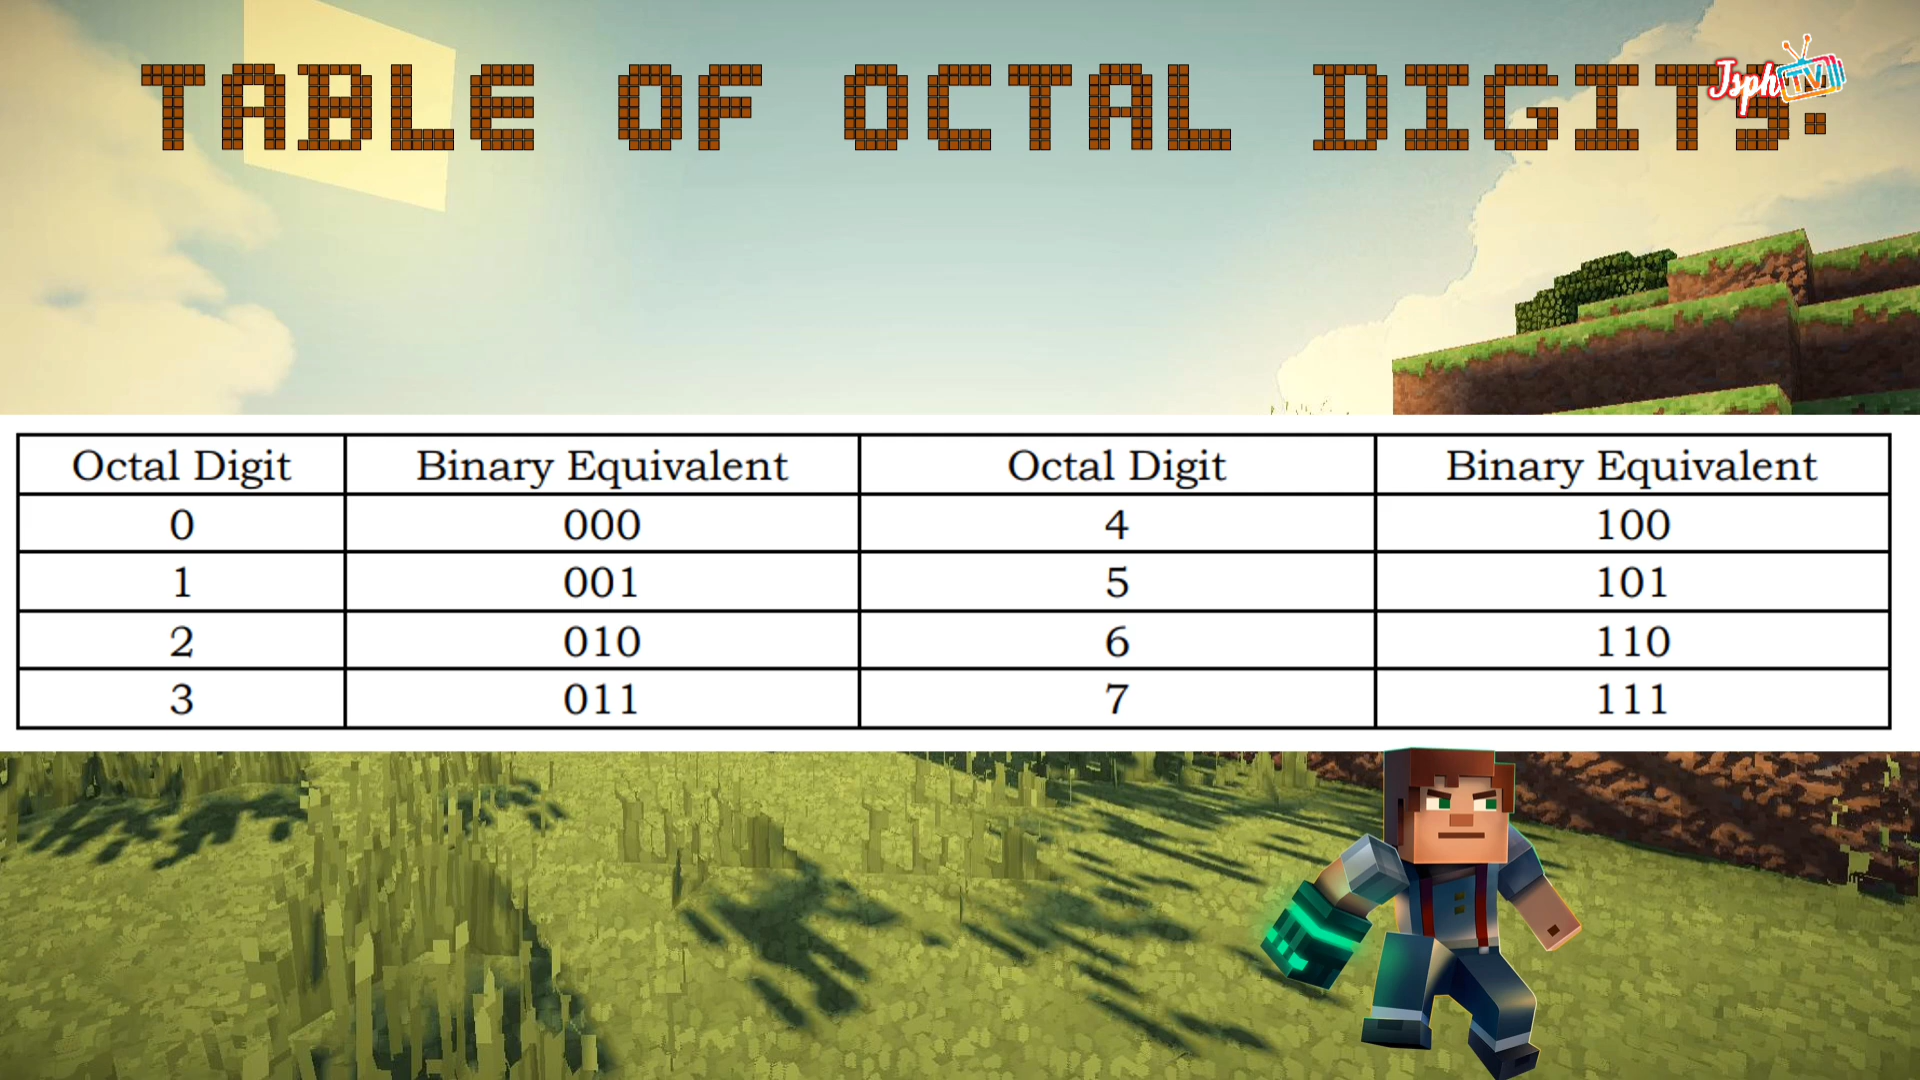 TABLE OF OCTAL DIGITS:
Jsph TV
Octal Digit Binary Equivalent Octal Digit Binary Equivalent
0 000 4 100
1 001 5 101
2 010 6 110
3 011 7 111